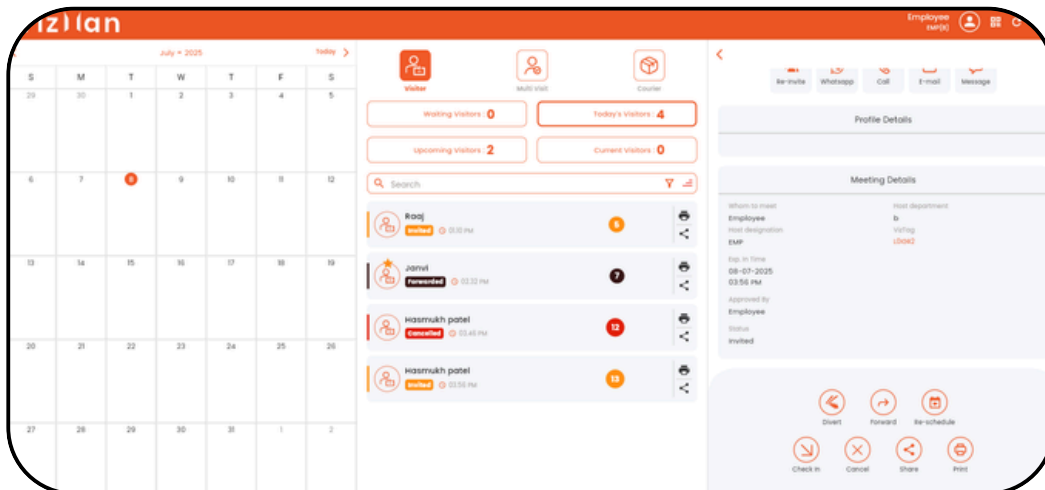 Employee
EMP(B)
July - 2025
Today
S M T W T F S
29 30 1 2 3 4 5
6 7 8 9 10 11 12
13 14 15 16 17 18 19
20 21 22 23 24 25 26
27 28 29 30 31 1 2
Visitor
Multi Visit
Courier
Waiting Visitors : 0
Today's Visitors : 4
Upcoming Visitors : 2
Current Visitors : 0
Search
Raaj
Invited 01:10 PM
5
Janvi
Forwarded 03:32 PM
7
Hasmukh patel
Cancelled 03:46 PM
12
Hasmukh patel
Invited 03:56 PM
13
Re-Invite Whatsapp Call E-mail Message
Profile Details
Meeting Details
Whom to meet
Employee
Host department
b
Host designation
EMP
VizTag
Exp. In Time
08-07-2025
03:56 PM
Approved By
Employee
Status
Invited
Divert Forward Re-schedule
Check In Cancel Share Print